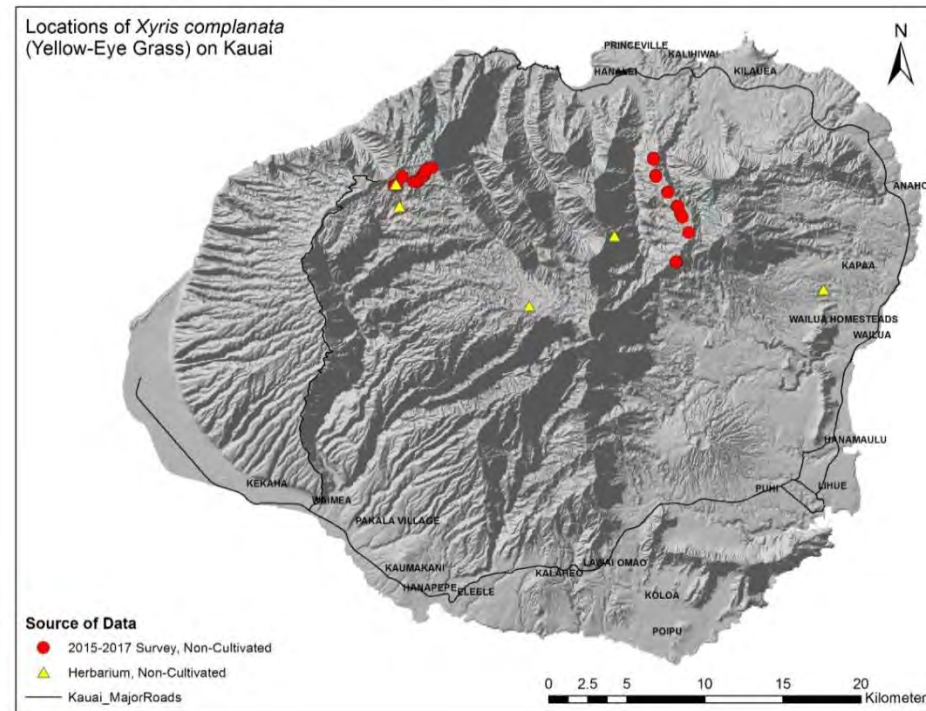 Locations of Xyris complanata
(Yellow-Eye Grass) on Kauai
N
PRINCEVILLE
KALIHIWAI
HANALEI
KILAUEA
ANAHO
KAPAA
WAILUA HOMESTEADS
WAILUA
HANAMAULU
KEKAHA
PUHI
LIHUE
WAIMEA
PAKALA VILLAGE
LAWAI OMAO
KAUMAKANI
KALAHEO
HANAPEPE
ELEELE
KOLOA
POIPU
Source of Data
2015-2017 Survey, Non-Cultivated
Herbarium, Non-Cultivated
Kauai_MajorRoads
0 2.5 5 10 15 20
Kilometer